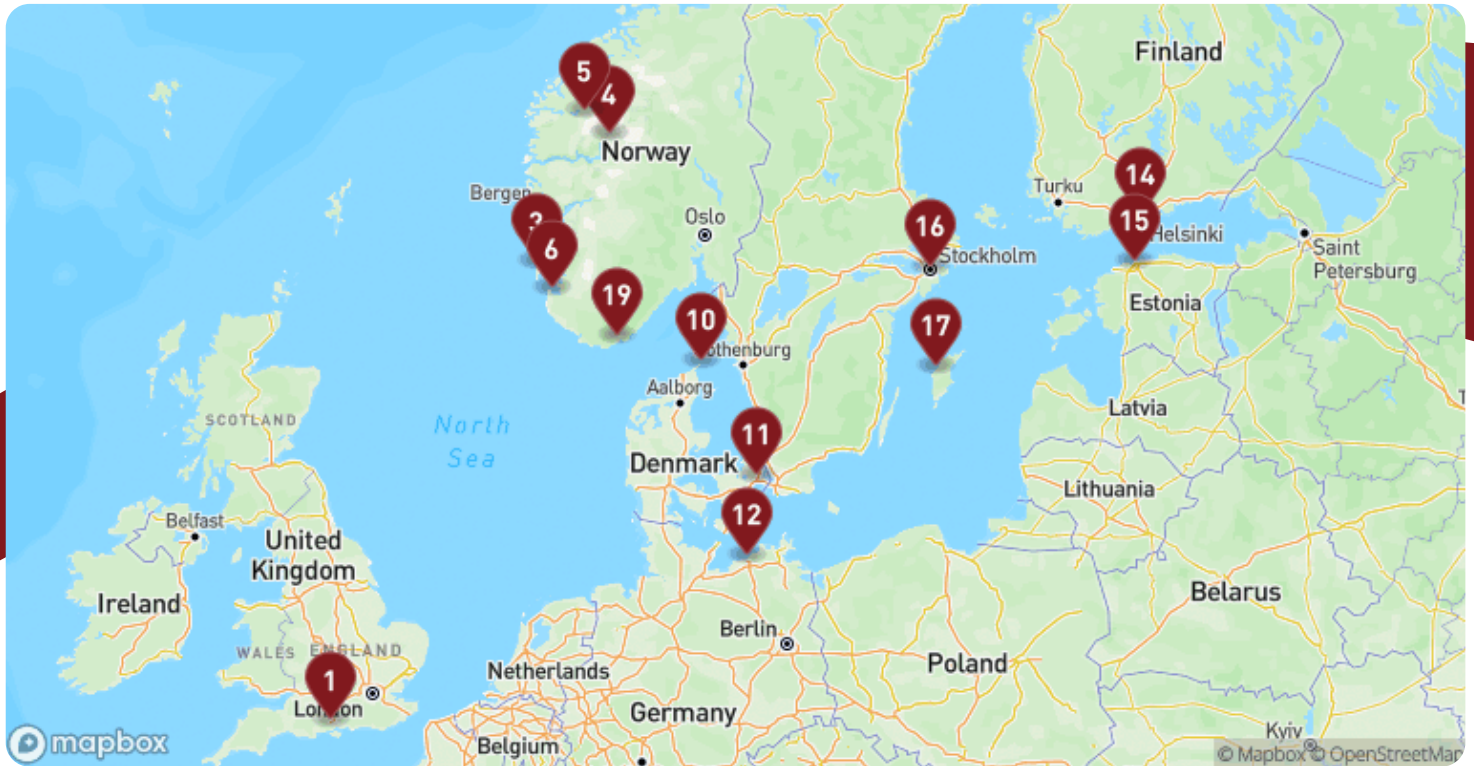 Finland
5
4
Norway
Bergen
3
6
Oslo
19
10
16
Stockholm
17
Turku
14
15
Helsinki
Saint
Petersburg
Estonia
othenburg
Aalborg
Latvia
SCOTLAND
North
Sea
11
Denmark
12
Lithuania
Belfast
United
Kingdom
Ireland
Belarus
WALES
ENGLAND
1
London
Berlin
Netherlands
Poland
Germany
Belgium
Kyiv
mapbox
© Mapbox © OpenStreetMap